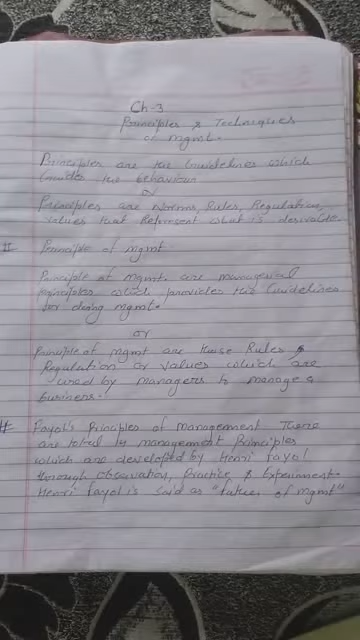 Ch-3
Principles & Techniques
of mgmt.
Principles are the Guidelines which
Guides the behaviour
or
Principles are Norms, Rules, Regulation,
values that Represent what is desirable.
# Principle of mgmt
Principle of mgmt. are managerial
principles which provides the Guidelines
for doing mgmt.
or
Principle of mgmt are those Rules &
Regulation or values which are
used by managers to manage a
business.
# Fayol's Principles of management There
are total 14 management Principles
which are developed by Henri Fayol
through observation, Practice & Experiment.
Henri Fayol is said as "father of mgmt"